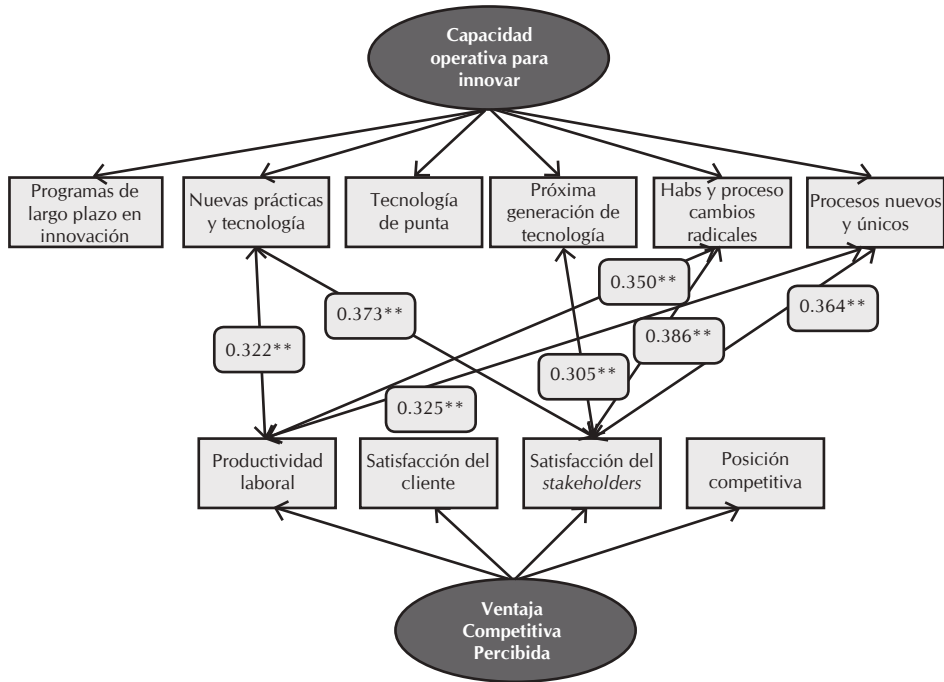 Capacidad
operativa para
innovar
Programas de
largo plazo en
innovación
Nuevas prácticas
y tecnología
Tecnología
de punta
Próxima
generación de
tecnología
Habs y proceso
cambios
radicales
Procesos nuevos
y únicos
0.350**
0.373**
0.364**
0.322**
0.386**
0.305**
0.325**
Productividad
laboral
Satisfacción del
cliente
Satisfacción del
stakeholders
Posición
competitiva
Ventaja
Competitiva
Percibida